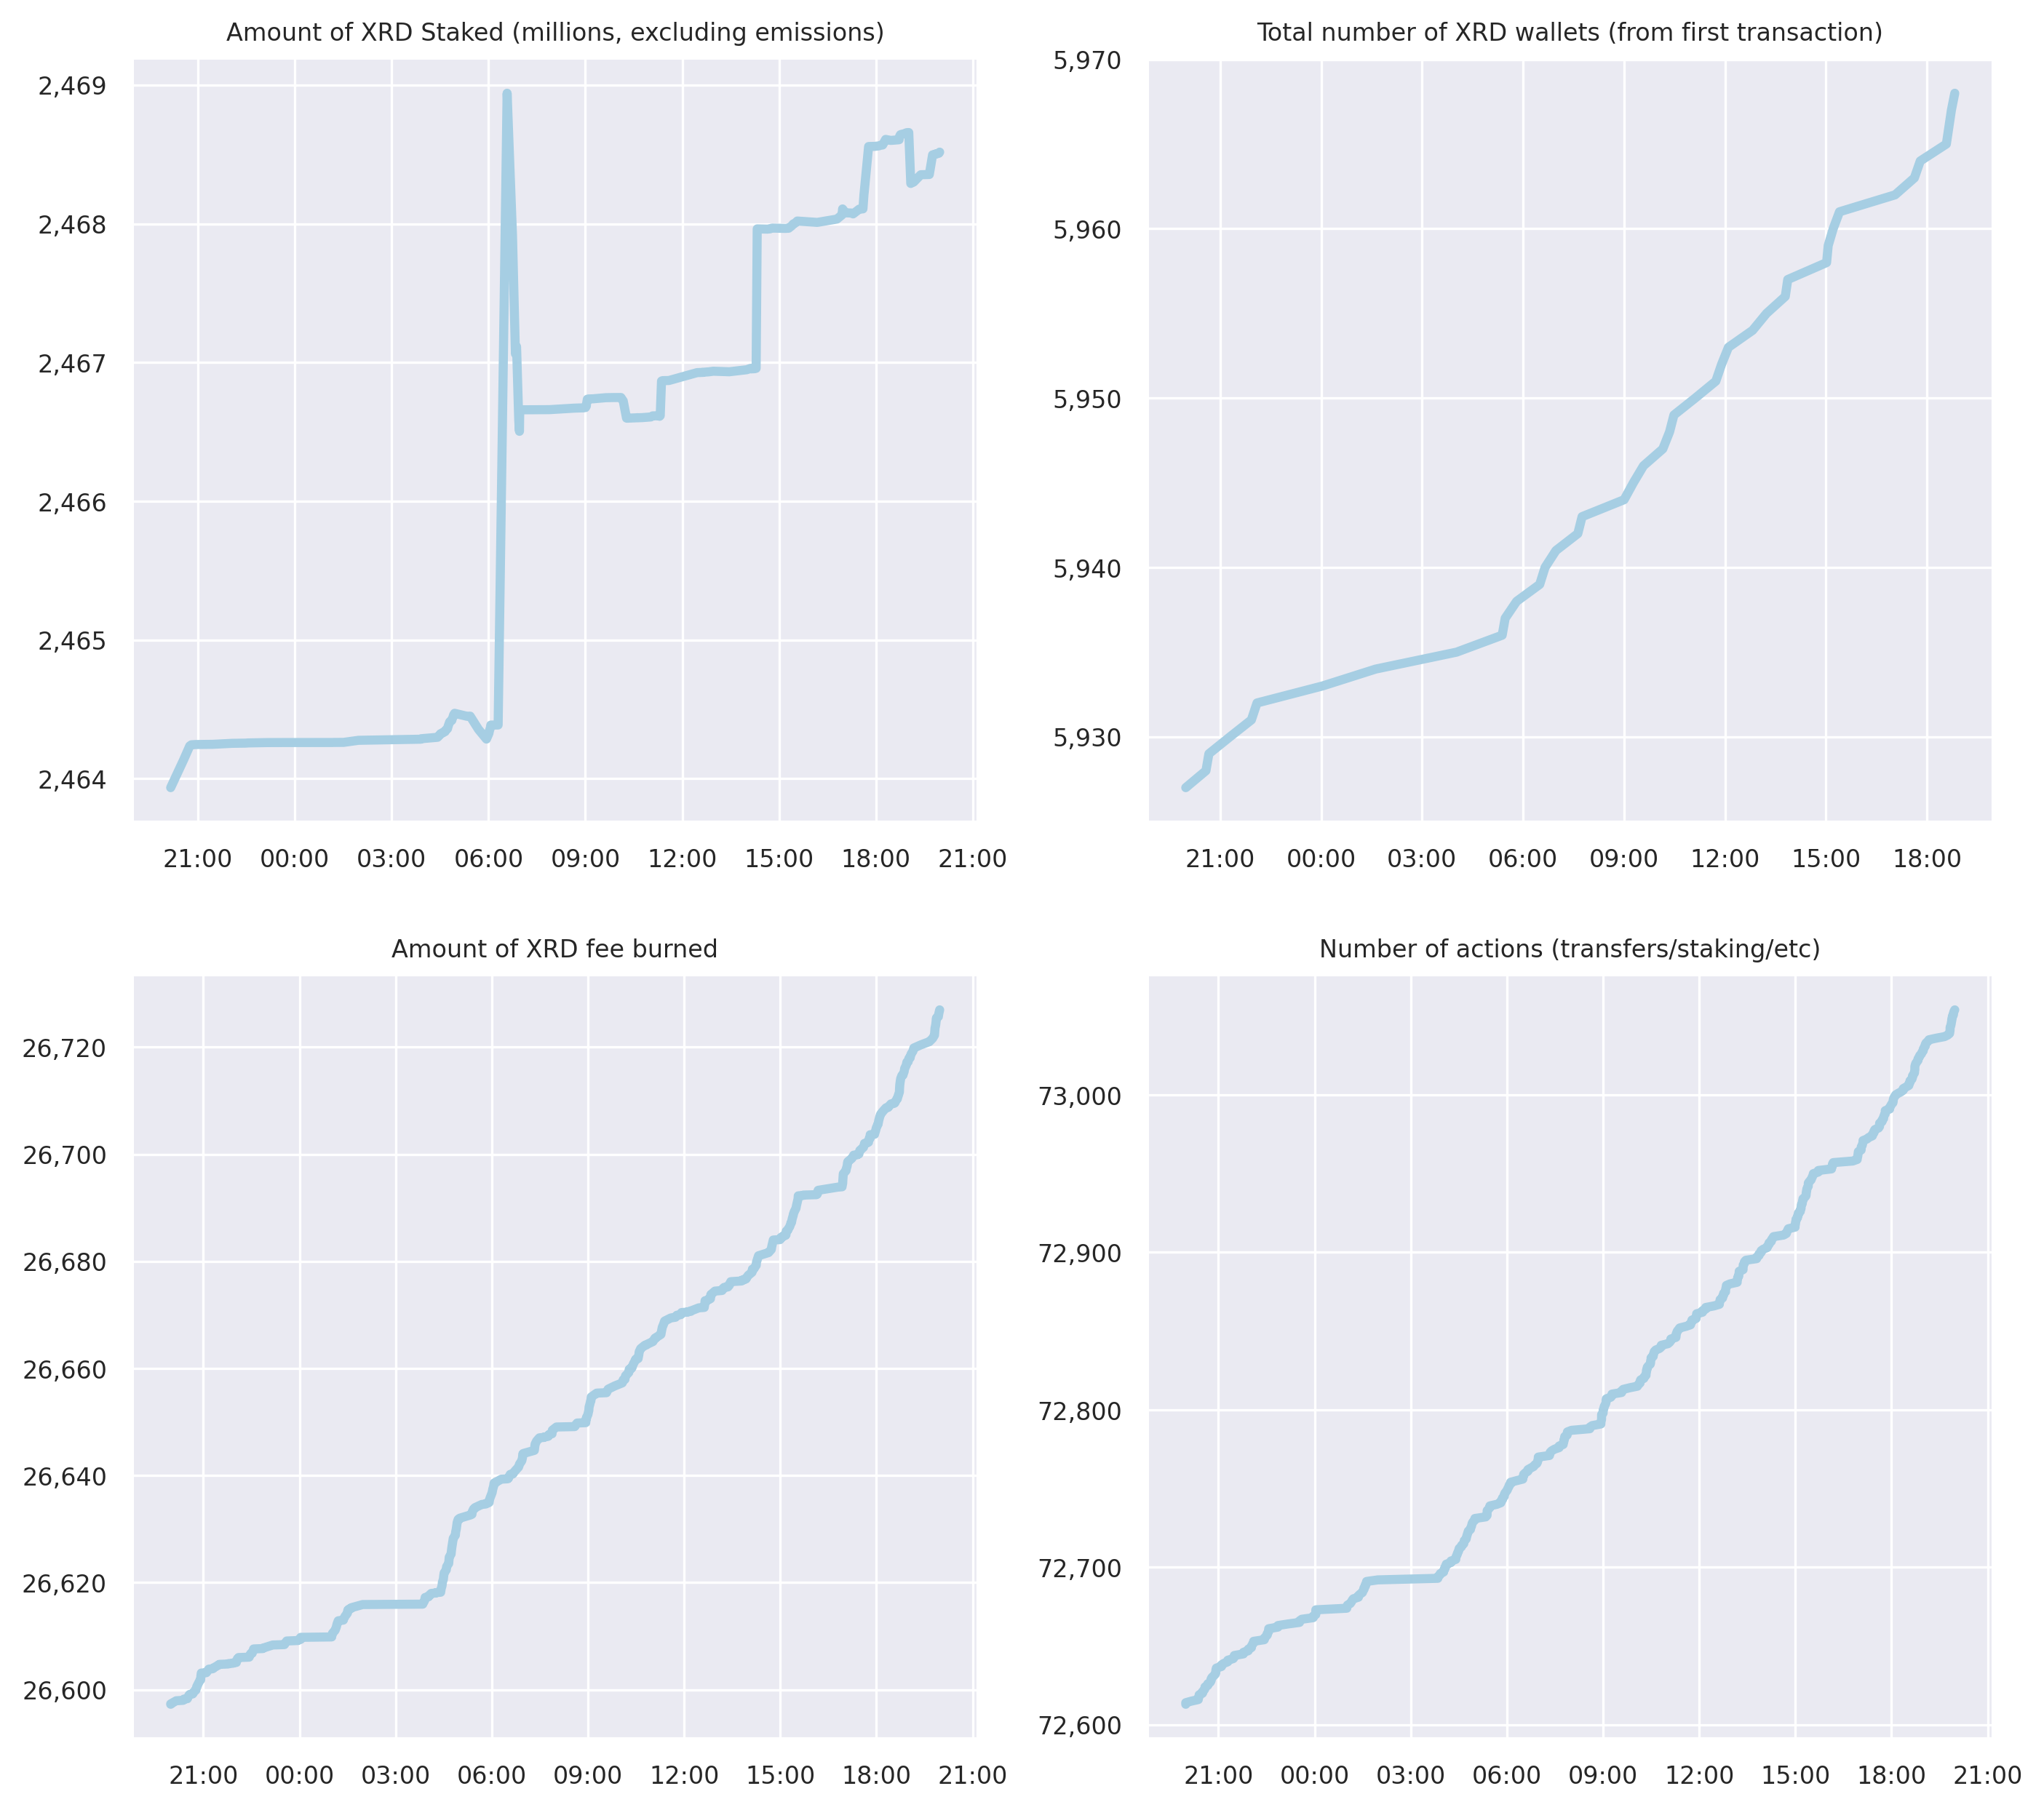 Amount of XRD Staked (millions, excluding emissions)
2,469
2,468
2,467
2,466
2,465
2,464
21:00 00:00 03:00 06:00 09:00 12:00 15:00 18:00 21:00
Total number of XRD wallets (from first transaction)
5,970
5,960
5,950
5,940
5,930
21:00 00:00 03:00 06:00 09:00 12:00 15:00 18:00
Amount of XRD fee burned
26,720
26,700
26,680
26,660
26,640
26,620
26,600
21:00 00:00 03:00 06:00 09:00 12:00 15:00 18:00 21:00
Number of actions (transfers/staking/etc)
73,000
72,900
72,800
72,700
72,600
21:00 00:00 03:00 06:00 09:00 12:00 15:00 18:00 21:00